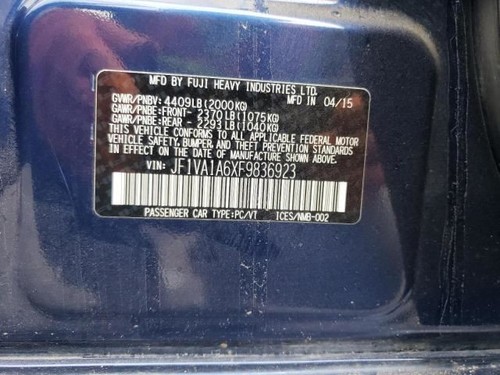 MFD BY FUJI HEAVY INDUSTRIES LTD.
GVWR/PNBV: 4409LB(2000KG) MFD IN 04/15
GAWR/PNBE:FRONT- 2370LB(1075KG)
GAWR/PNBE:REAR - 2293LB(1040KG)
THIS VEHICLE CONFORMS TO ALL APPLICABLE FEDERAL MOTOR
VEHICLE SAFETY, BUMPER, AND THEFT PREVENTION STANDARDS
IN EFFECT ON THE DATE OF MANUFACTURE SHOWN ABOVE.
VIN: JF1VA1A6XF9836923
PASSENGER CAR TYPE:PC/VT ICES/NMB-002